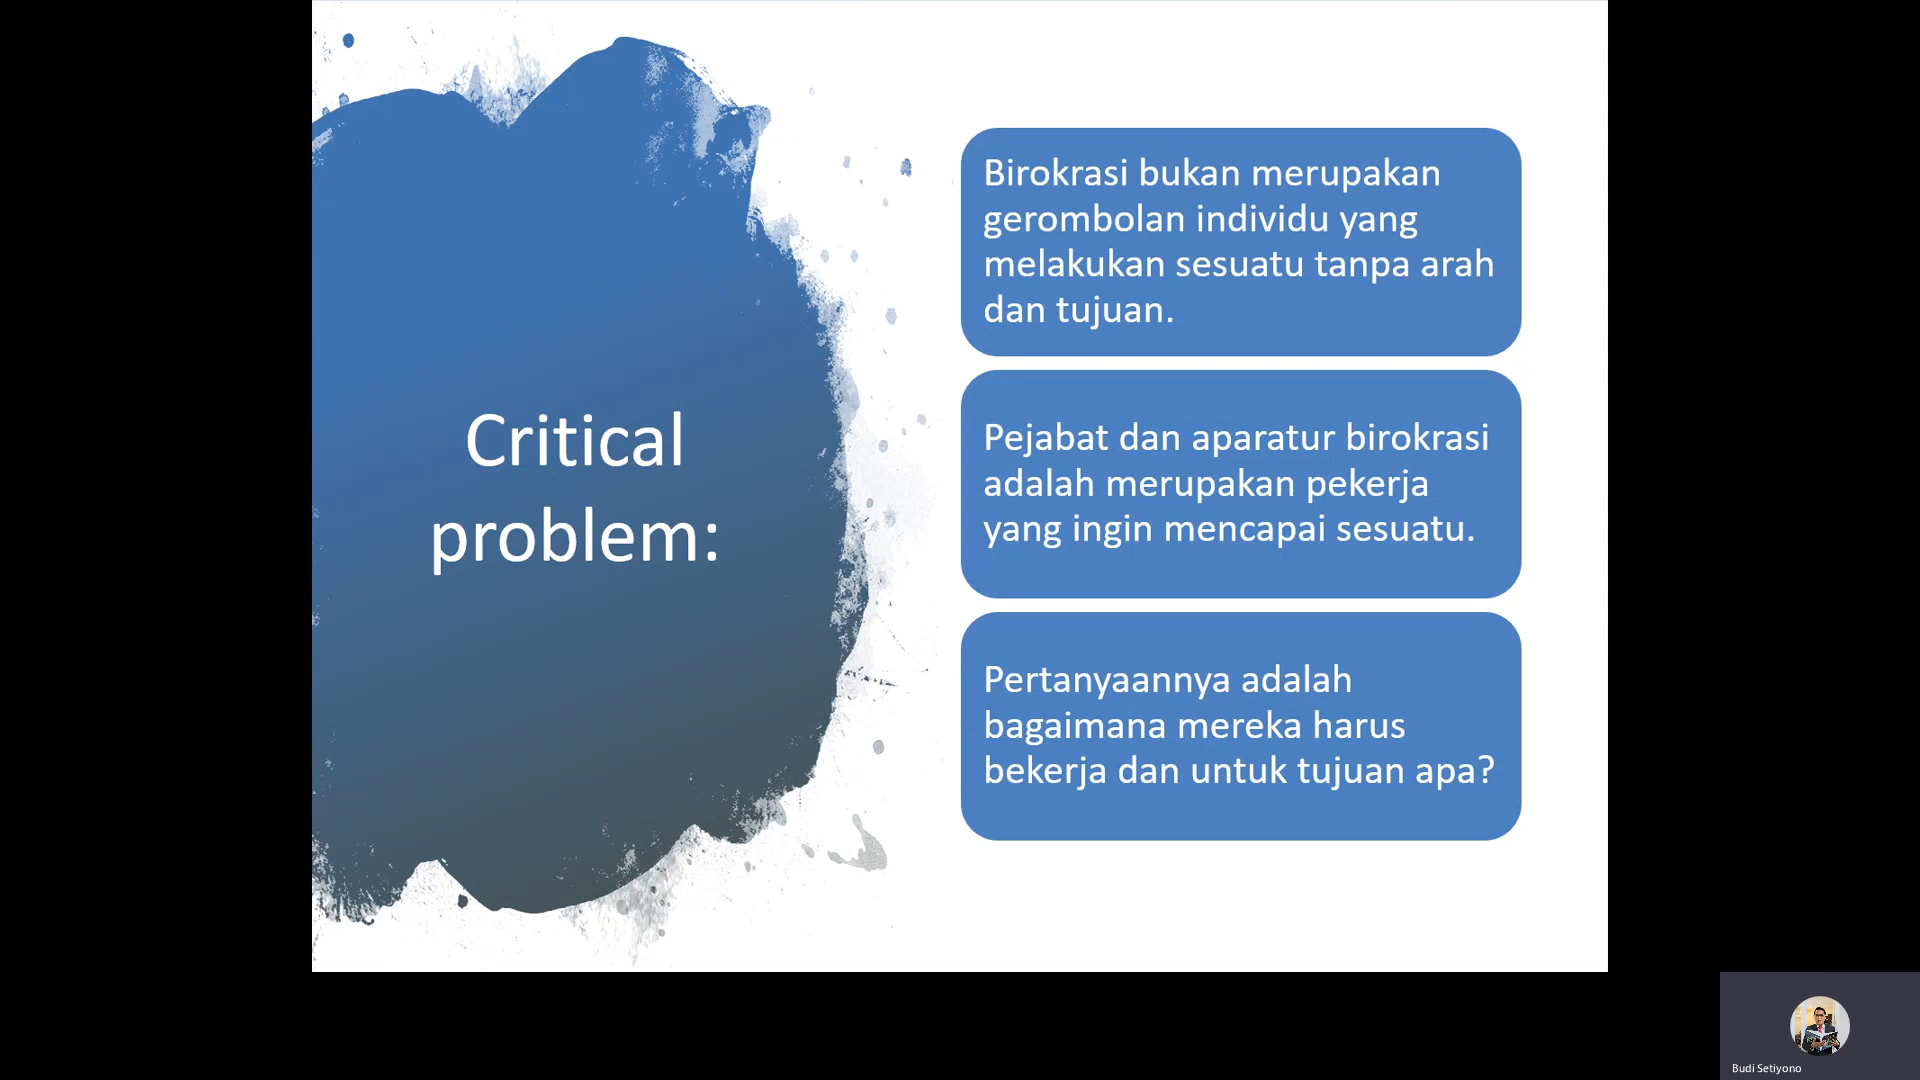 Critical
problem:
Birokrasi bukan merupakan
gerombolan individu yang
melakukan sesuatu tanpa arah
dan tujuan.
Pejabat dan aparatur birokrasi
adalah merupakan pekerja
yang ingin mencapai sesuatu.
Pertanyaannya adalah
bagaimana mereka harus
bekerja dan untuk tujuan apa?
Budi Setiyono